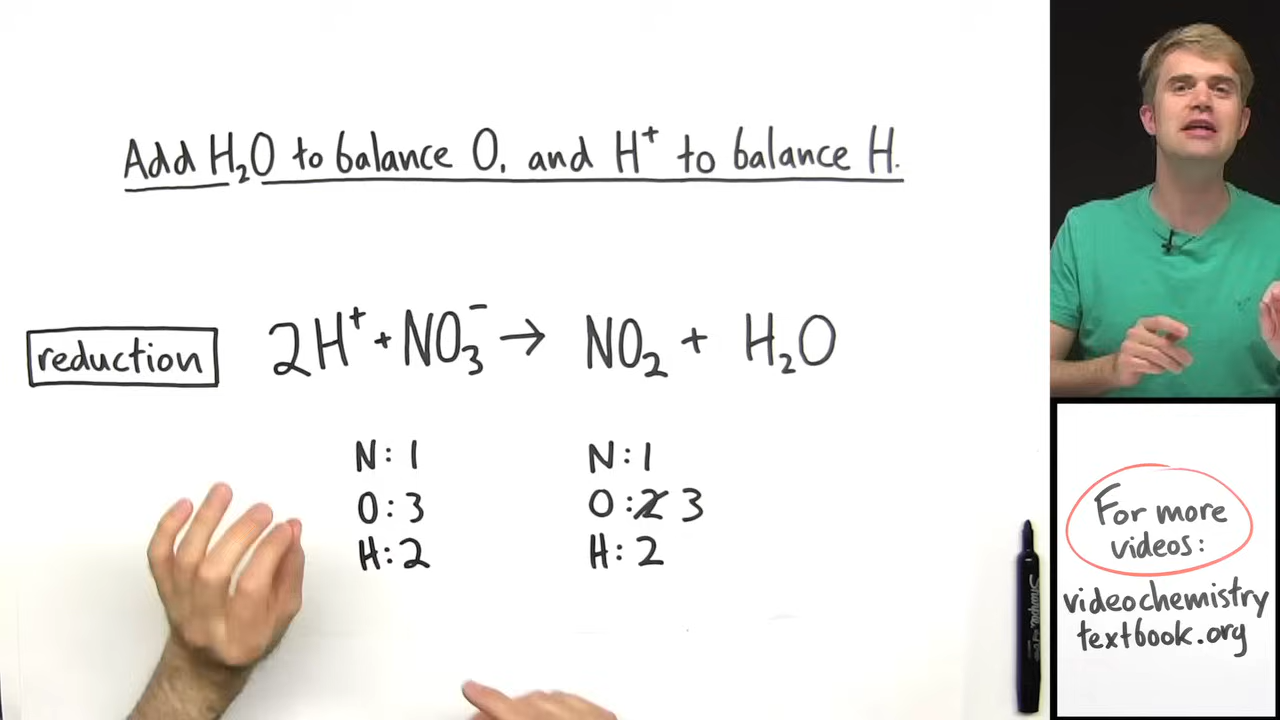 Add H₂O to balance O, and H⁺ to balance H.
reduction
2H⁺ + NO₃⁻ → NO₂ + H₂O
N: 1 N: 1
O: 3 O: 2 3
H: 2 H: 2
For more
videos:
videochemistry
textbook.org
Sharpie